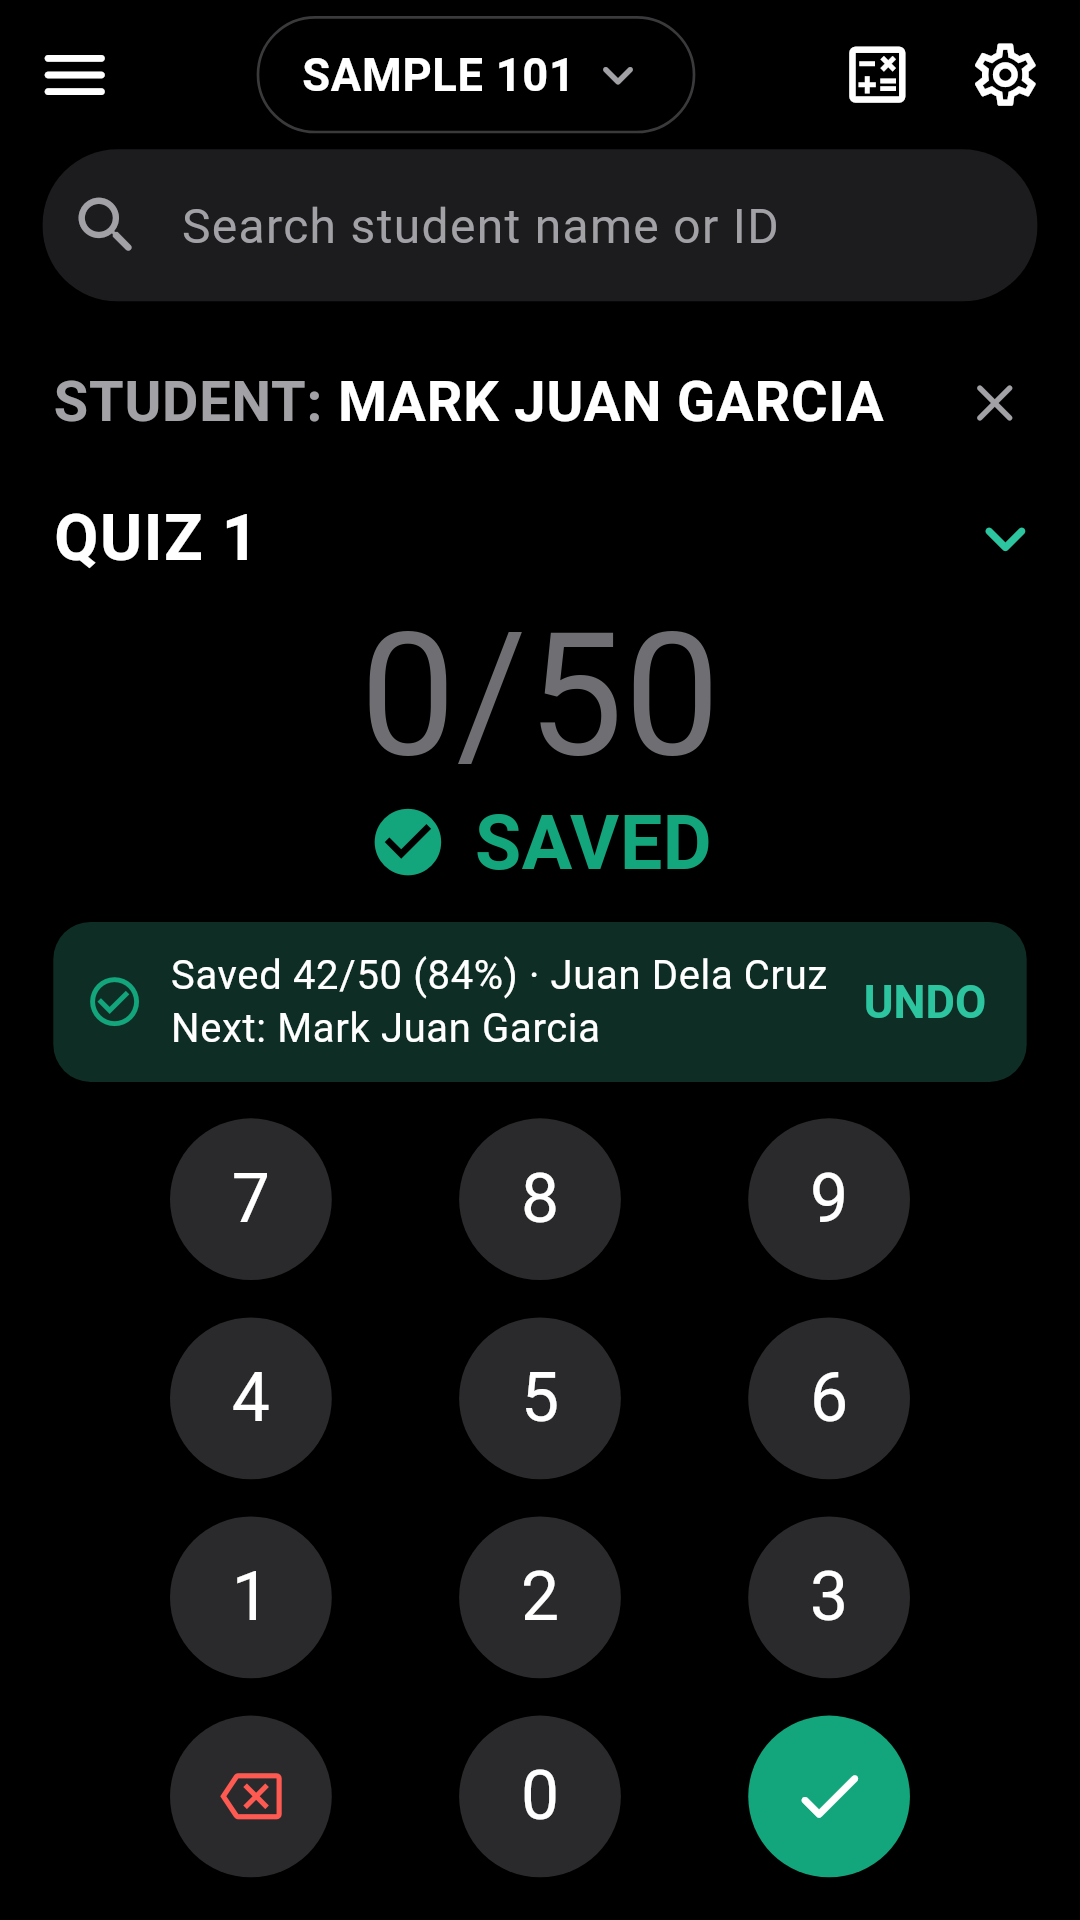 SAMPLE 101
Search student name or ID
STUDENT: MARK JUAN GARCIA
QUIZ 1
0/50
SAVED
Saved 42/50 (84%) · Juan Dela Cruz
Next: Mark Juan Garcia
UNDO
7 8 9
4 5 6
1 2 3
0